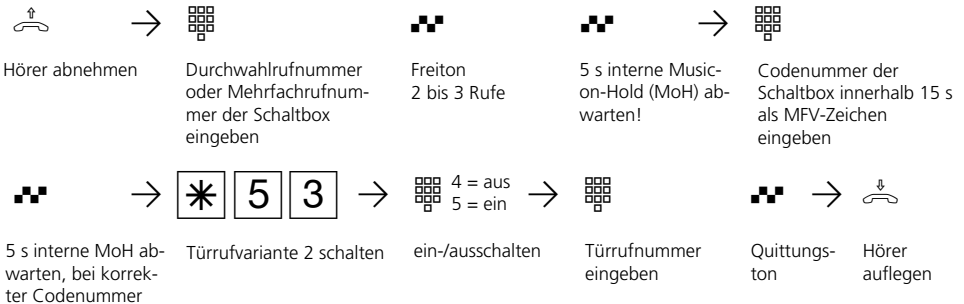 Hörer abnehmen
Durchwahlrufnummer
oder Mehrfachrufnum-
mer der Schaltbox
eingeben
Freiton
2 bis 3 Rufe
5 s interne Music-
on-Hold (MoH) ab-
warten!
Codenummer der
Schaltbox innerhalb 15 s
als MFV-Zeichen
eingeben
5 s interne MoH ab-
warten, bei korrek-
ter Codenummer
* 5 3
Türrufvariante 2 schalten
4 = aus
5 = ein
ein-/ausschalten
Türrufnummer
eingeben
Quittungs-
ton
Hörer
auflegen